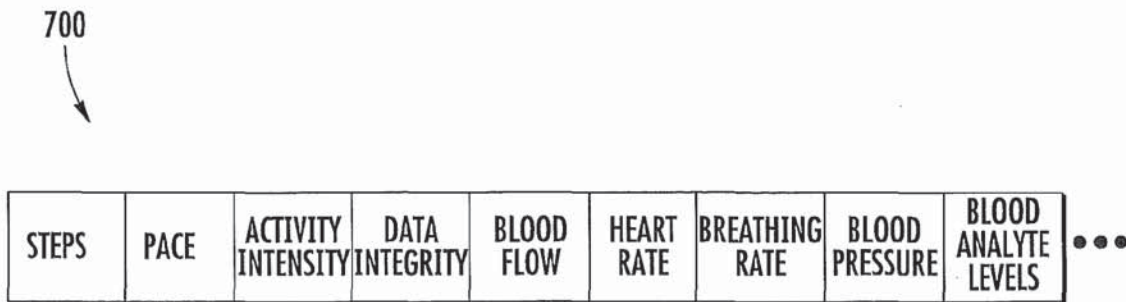 700
STEPS
PACE
ACTIVITY
INTENSITY
DATA
INTEGRITY
BLOOD
FLOW
HEART
RATE
BREATHING
RATE
BLOOD
PRESSURE
BLOOD
ANALYTE
LEVELS